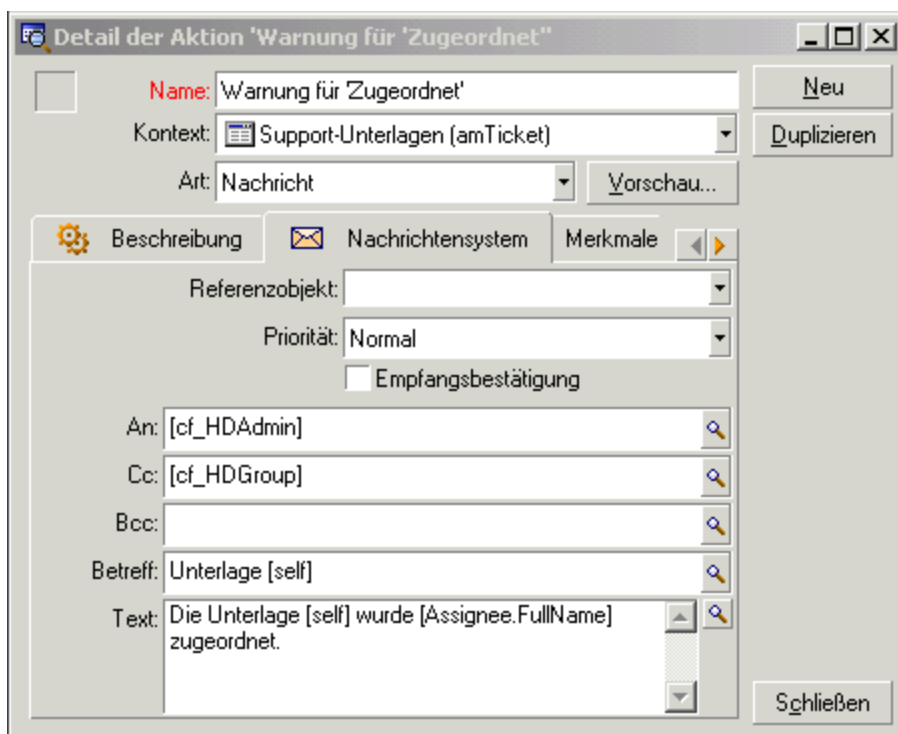 Detail der Aktion 'Warnung für 'Zugeordnet''
Name: 'Warnung für 'Zugeordnet' Neu
Kontext: Support-Unterlagen (amTicket) Duplizieren
Art: Nachricht Vorschau...
Beschreibung Nachrichtensystem Merkmale
Referenzobjekt:
Priorität: Normal
Empfangsbestätigung
An: [cf_HDAdmin]
Cc: [cf_HDGroup]
Bcc:
Betreff: Unterlage [self]
Text: Die Unterlage [self] wurde [Assignee.FullName]
zugeordnet.
Schließen